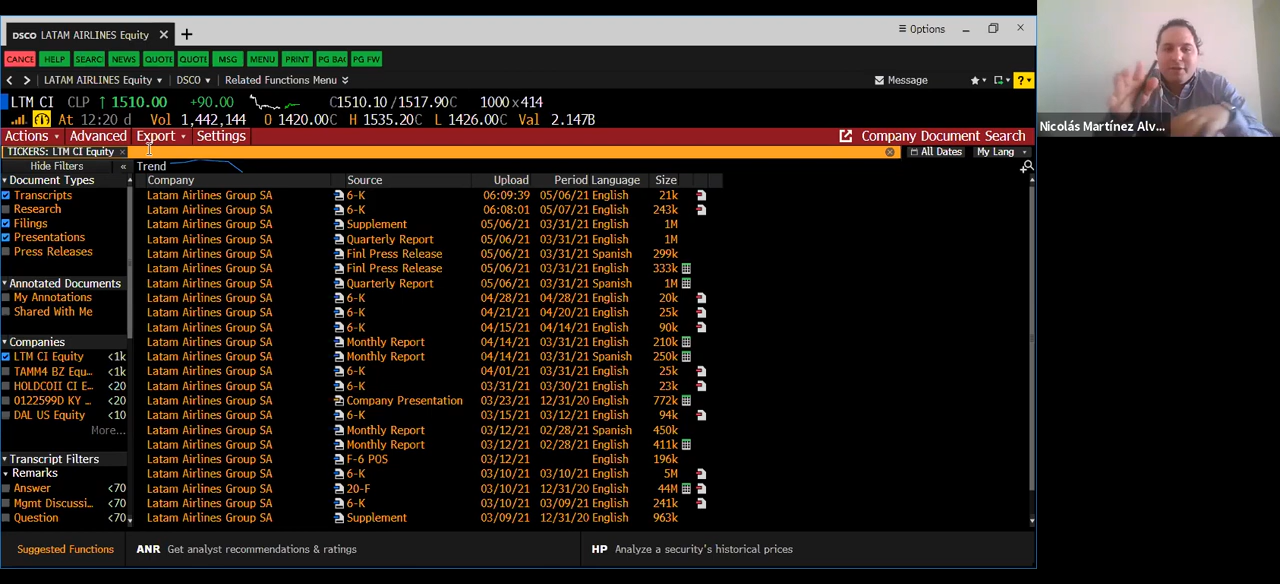 DSCO LATAM AIRLINES Equity × + ≡ Options
CANCE HELP SEARC NEWS QUOTE QUOTE MSG MENU PRINT PG BAC PG FW
< > LATAM AIRLINES Equity DSCO Related Functions Menu Message ?
LTM CI CLP ↑ 1510.00 +90.00 C1510.10 / 1517.90C 1000 x 414
At 12:20 d Vol 1,442,144 O 1420.00C H 1535.20C L 1426.00C Val 2.147B
Actions Advanced Export Settings Company Document Search
TICKERS: LTM CI Equity × All Dates My Lang
Hide Filters « Trend
Document Types Company Source Upload Period Language Size
Transcripts Latam Airlines Group SA 6-K 06:09:39 05/06/21 English 21k
Research Latam Airlines Group SA 6-K 06:08:01 05/07/21 English 243k
Filings Latam Airlines Group SA Supplement 05/06/21 03/31/21 English 1M
Presentations Latam Airlines Group SA Quarterly Report 05/06/21 03/31/21 English 1M
Press Releases Latam Airlines Group SA Finl Press Release 05/06/21 03/31/21 Spanish 299k
Latam Airlines Group SA Finl Press Release 05/06/21 03/31/21 English 333k
Annotated Documents Latam Airlines Group SA Quarterly Report 05/06/21 03/31/21 Spanish 1M
My Annotations Latam Airlines Group SA 6-K 04/28/21 04/28/21 English 20k
Shared With Me Latam Airlines Group SA 6-K 04/21/21 04/20/21 English 25k
Latam Airlines Group SA 6-K 04/15/21 04/14/21 English 90k
Companies Latam Airlines Group SA Monthly Report 04/14/21 03/31/21 English 210k
LTM CI Equity <1k Latam Airlines Group SA Monthly Report 04/14/21 03/31/21 Spanish 250k
TAMM4 BZ Equ... <1k Latam Airlines Group SA 6-K 04/01/21 04/01/21 English 25k
HOLDCOII CI E... <20 Latam Airlines Group SA 6-K 03/31/21 03/30/21 English 23k
0122599D KY ... <20 Latam Airlines Group SA Company Presentation 03/23/21 12/31/20 English 772k
DAL US Equity <10 Latam Airlines Group SA 6-K 03/15/21 03/12/21 English 94k
More... Latam Airlines Group SA Monthly Report 03/12/21 02/28/21 Spanish 450k
Latam Airlines Group SA Monthly Report 03/12/21 02/28/21 English 411k
Transcript Filters Latam Airlines Group SA F-6 POS 03/12/21 English 196k
Remarks Latam Airlines Group SA 6-K 03/10/21 03/10/21 English 5M
Answer <70 Latam Airlines Group SA 20-F 03/10/21 12/31/20 English 44M
Mgmt Discussi... <70 Latam Airlines Group SA 6-K 03/10/21 03/09/21 English 241k
Question <70 Latam Airlines Group SA Supplement 03/09/21 12/31/20 English 963k
Suggested Functions ANR Get analyst recommendations & ratings HP Analyze a security's historical prices
Nicolás Martínez Alv...